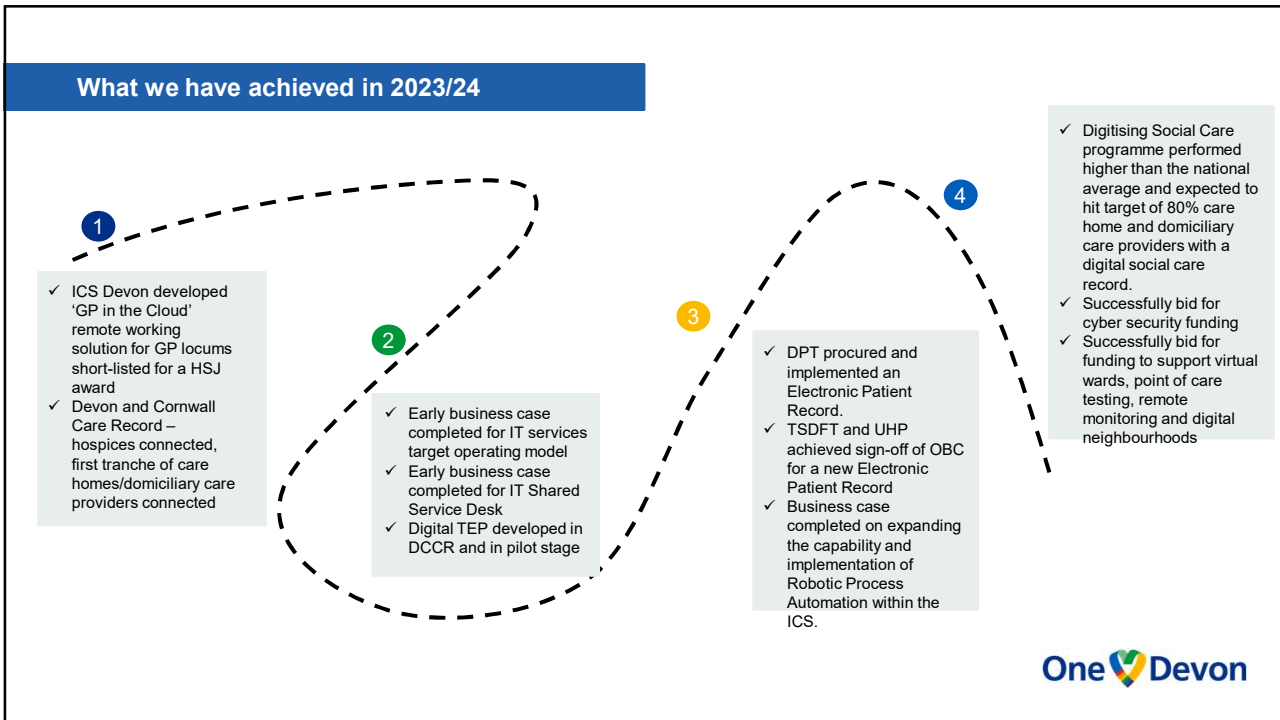 What we have achieved in 2023/24
1
✓ ICS Devon developed
‘GP in the Cloud’
remote working
solution for GP locums
short-listed for a HSJ
award
✓ Devon and Cornwall
Care Record –
hospices connected,
first tranche of care
homes/domiciliary care
providers connected
2
✓ Early business case
completed for IT services
target operating model
✓ Early business case
completed for IT Shared
Service Desk
✓ Digital TEP developed in
DCCR and in pilot stage
3
✓ DPT procured and
implemented an
Electronic Patient
Record.
✓ TSDFT and UHP
achieved sign-off of OBC
for a new Electronic
Patient Record
✓ Business case
completed on expanding
the capability and
implementation of
Robotic Process
Automation within the
ICS.
4
✓ Digitising Social Care
programme performed
higher than the national
average and expected to
hit target of 80% care
home and domiciliary
care providers with a
digital social care
record.
✓ Successfully bid for
cyber security funding
✓ Successfully bid for
funding to support virtual
wards, point of care
testing, remote
monitoring and digital
neighbourhoods
One Devon